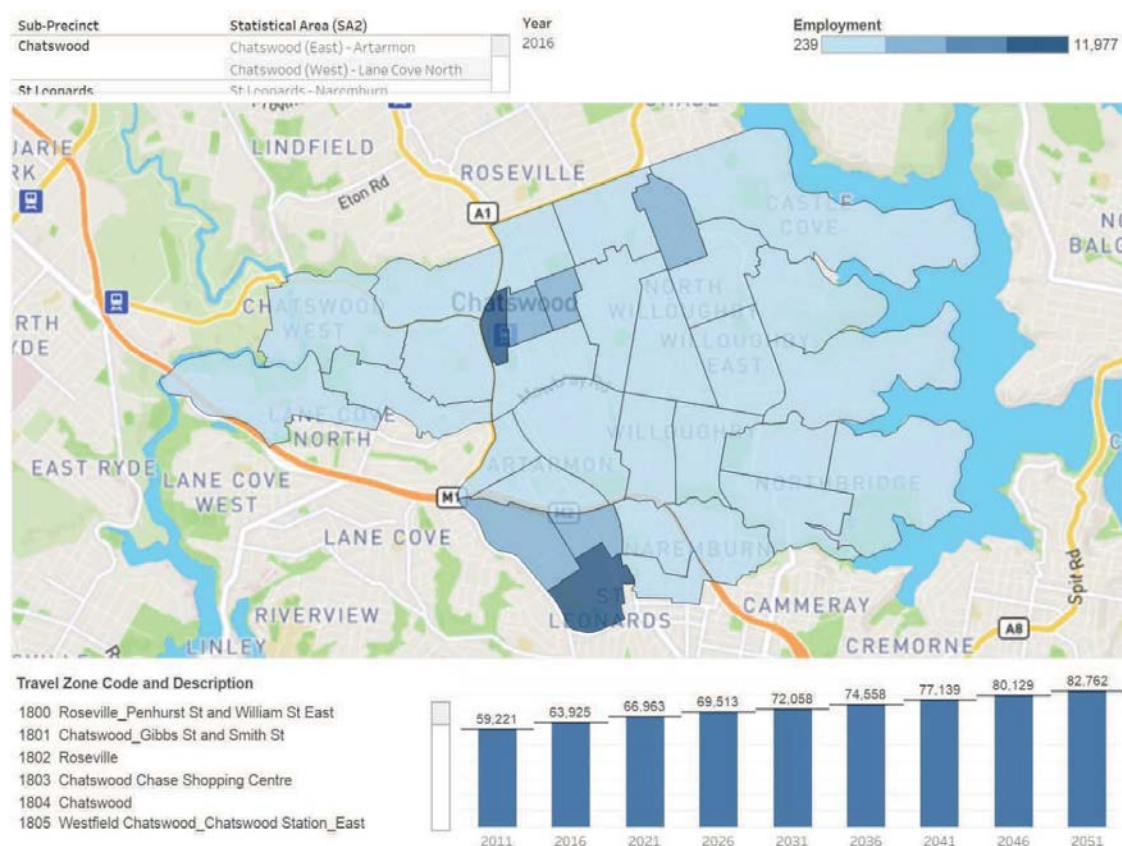 Sub-Precinct Statistical Area (SA2) Year Employment
Chatswood Chatswood (East) - Artarmon 2016 239 11,977
Chatswood (West) - Lane Cove North
St Leonards St Leonards - Naremburn
LINDFIELD
ROSEVILLE
Eton Rd
A1
CASTLE
COVE
CHATSWOOD
WEST
Chatswood
NORTH
WILLOUGHBY
WILLOUGHBY
EAST
RYDE
LANE COVE
NORTH
WILLOUGHBY
ARTARMON
EAST RYDE
LANE COVE
WEST
M1
NORTHBRIDGE
LANE COVE
NAREMBURN
ST
LEONARDS
RIVERVIEW
CAMMERAY
Spit Rd
LINLEY
CREMORNE
A8
Travel Zone Code and Description
1800 Roseville_Penhurst St and William St East
1801 Chatswood_Gibbs St and Smith St
1802 Roseville
1803 Chatswood Chase Shopping Centre
1804 Chatswood
1805 Westfield Chatswood_Chatswood Station_East
59,221 63,925 66,963 69,513 72,058 74,558 77,139 80,129 82,762
2011 2016 2021 2026 2031 2036 2041 2046 2051